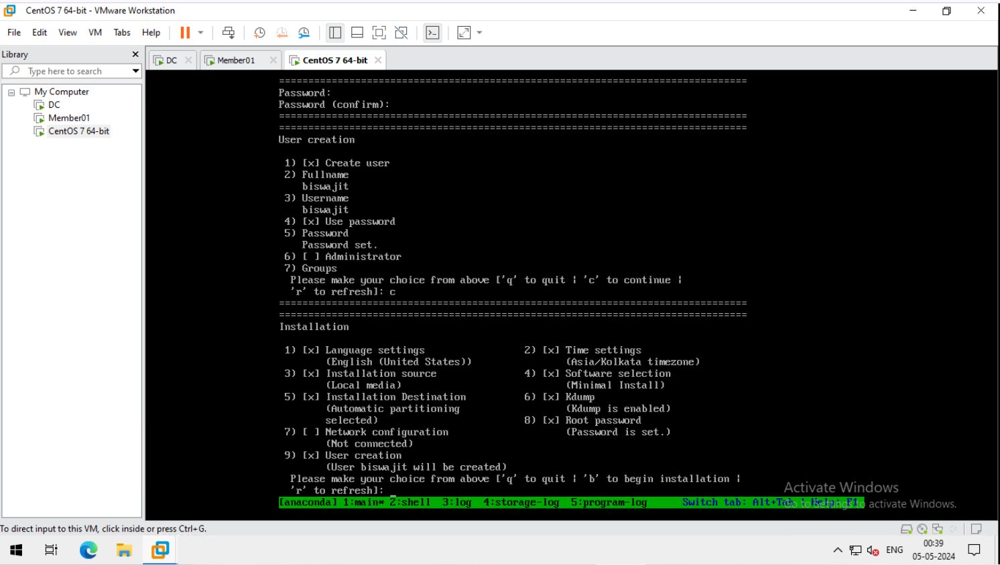 CentOS 7 64-bit - VMware Workstation
File Edit View VM Tabs Help
Library
Type here to search
My Computer
DC
Member01
CentOS 7 64-bit
DC Member01 CentOS 7 64-bit
================================================================================
Password:
Password (confirm):
================================================================================
================================================================================
User creation
1) [x] Create user
2) Fullname
biswajit
3) Username
biswajit
4) [x] Use password
5) Password
Password set.
6) [ ] Administrator
7) Groups
Please make your choice from above ['q' to quit | 'c' to continue |
'r' to refresh]: c
================================================================================
================================================================================
Installation
1) [x] Language settings 2) [x] Time settings
(English (United States)) (Asia/Kolkata timezone)
3) [x] Installation source 4) [x] Software selection
(Local media) (Minimal Install)
5) [x] Installation Destination 6) [x] Kdump
(Automatic partitioning (Kdump is enabled)
selected) 8) [x] Root password
7) [ ] Network configuration (Password is set.)
(Not connected)
9) [x] User creation
(User biswajit will be created)
Please make your choice from above ['q' to quit | 'b' to begin installation |
'r' to refresh]: _
[anaconda] 1:main* 2:shell 3:log 4:storage-log 5:program-log Switch tab: Alt+Tab | Help: F1
Activate Windows
Go to Settings to activate Windows.
To direct input to this VM, click inside or press Ctrl+G.
ENG
00:39
05-05-2024